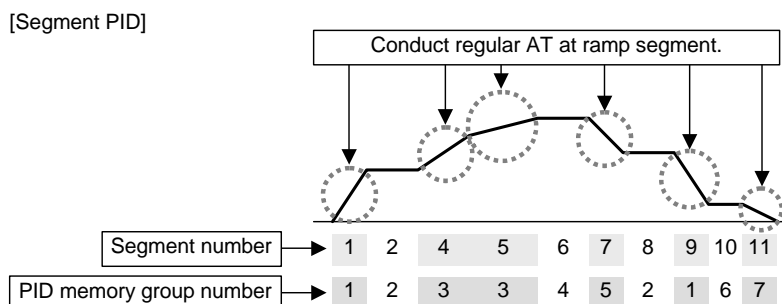 [Segment PID]
Conduct regular AT at ramp segment.
Segment number 1 2 4 5 6 7 8 9 10 11
PID memory group number 1 2 3 3 4 5 2 1 6 7